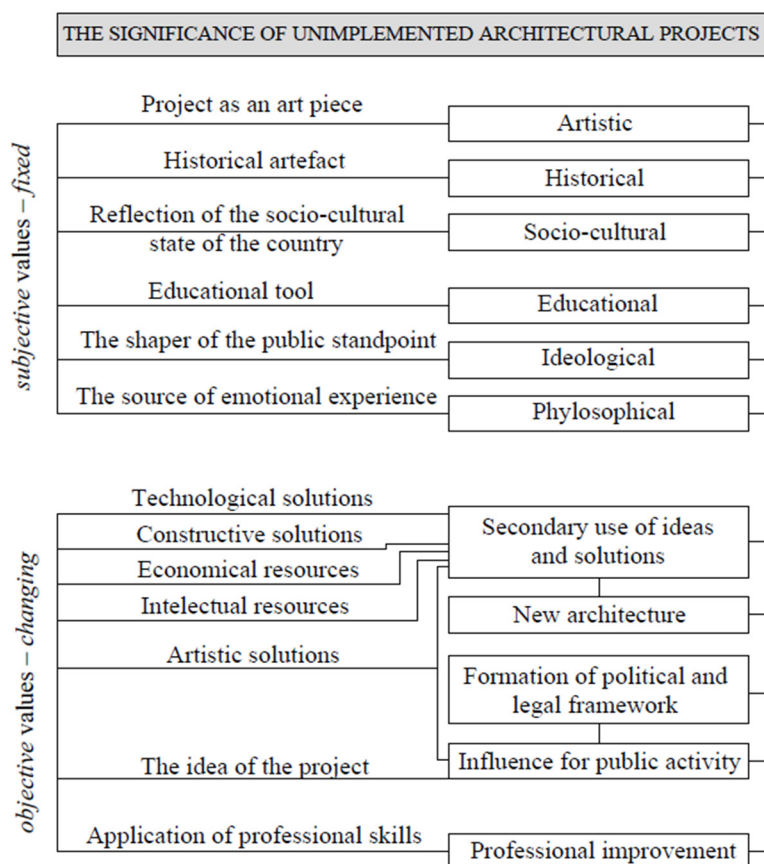 THE SIGNIFICANCE OF UNIMPLEMENTED ARCHITECTURAL PROJECTS
subjective values – fixed
Project as an art piece
Artistic
Historical artefact
Historical
Reflection of the socio-cultural
state of the country
Socio-cultural
Educational tool
Educational
The shaper of the public standpoint
Ideological
The source of emotional experience
Phylosophical
objective values – changing
Technological solutions
Constructive solutions
Economical resources
Intelectual resources
Artistic solutions
The idea of the project
Application of professional skills
Secondary use of ideas
and solutions
New architecture
Formation of political and
legal framework
Influence for public activity
Professional improvement